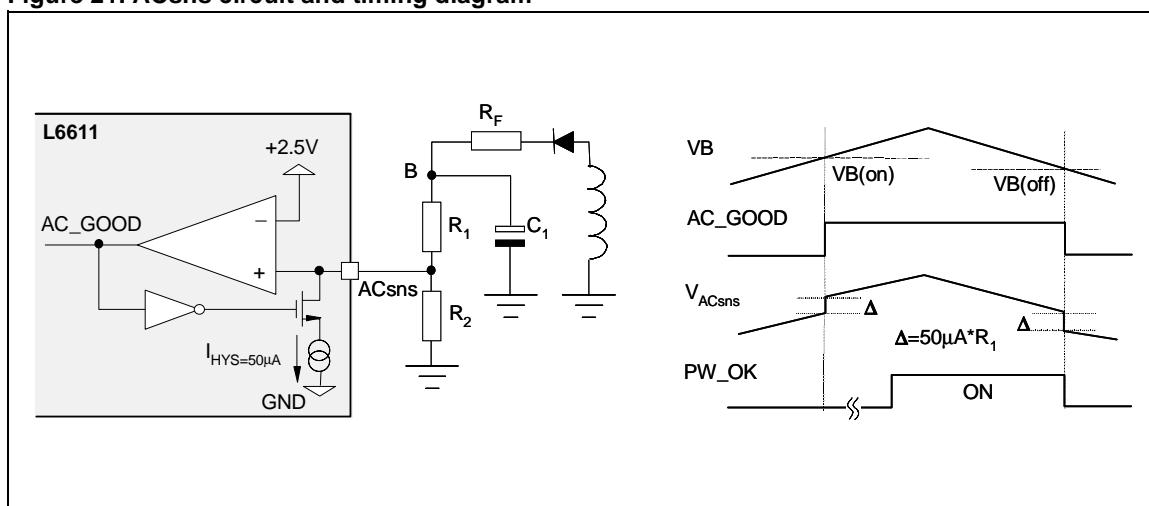 Figure 21. ACsns circuit and timing diagram
L6611
+2.5V
AC_GOOD
−
+
ACsns
I_HYS=50μA
GND
B
R_F
R_1
C_1
R_2
VB
VB(on)
VB(off)
AC_GOOD
V_ACsns
Δ
Δ
Δ=50μA*R_1
PW_OK
ON